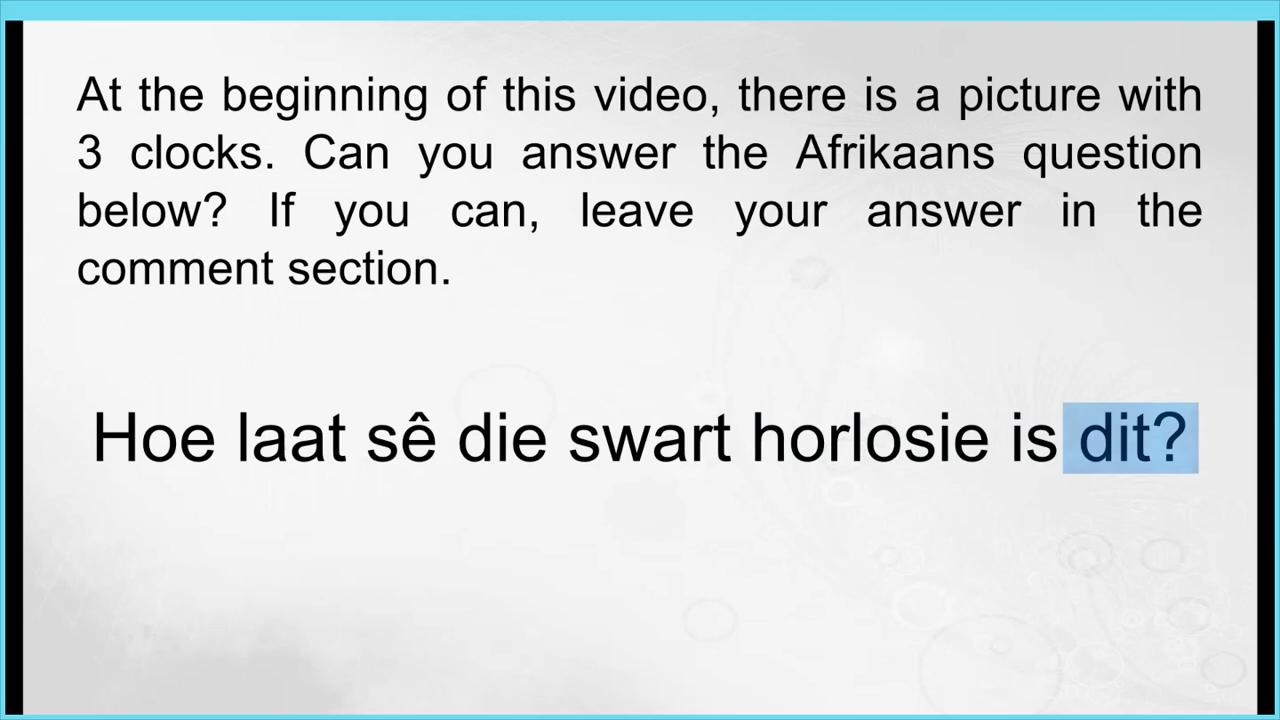 At the beginning of this video, there is a picture with
3 clocks. Can you answer the Afrikaans question
below? If you can, leave your answer in the
comment section.
Hoe laat sê die swart horlosie is dit?